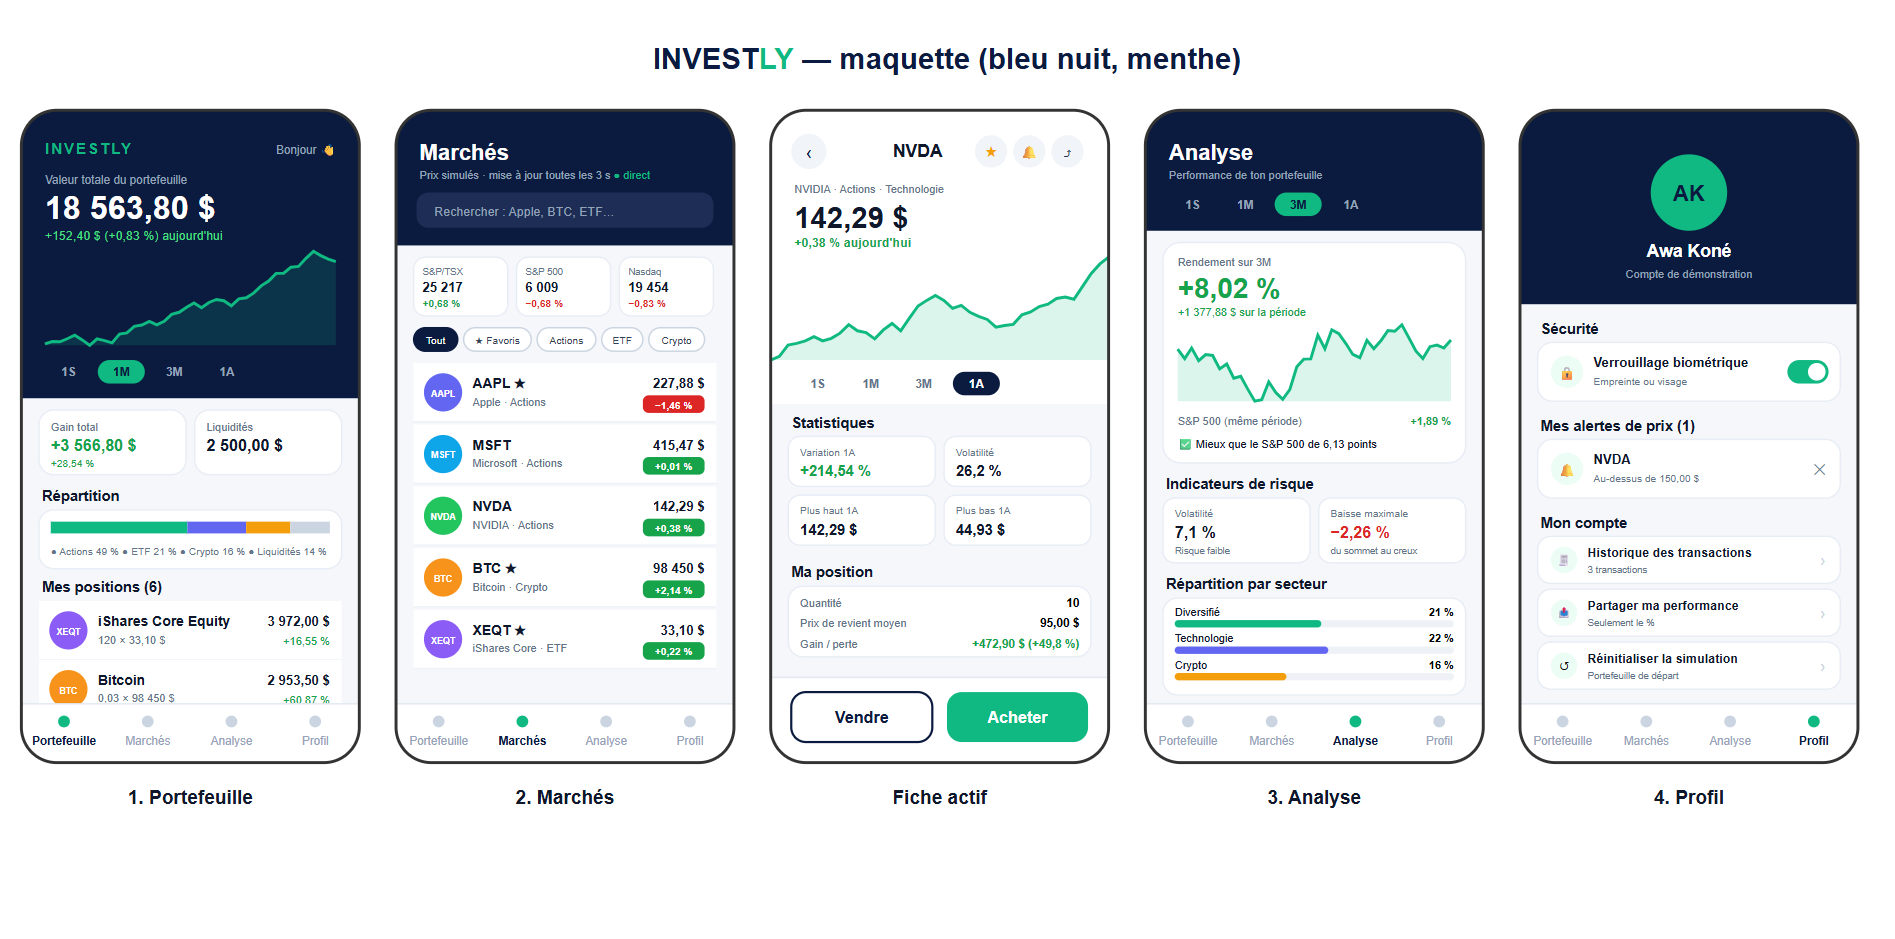 INVESTLY — maquette (bleu nuit, menthe)
INVESTLY
Bonjour 👋
Valeur totale du portefeuille
18 563,80 $
+152,40 $ (+0,83 %) aujourd'hui
1S 1M 3M 1A
Gain total
+3 566,80 $
+28,54 %
Liquidités
2 500,00 $
Répartition
● Actions 49 % ● ETF 21 % ● Crypto 16 % ● Liquidités 14 %
Mes positions (6)
XEQT
iShares Core Equity 3 972,00 $
120 × 33,10 $ +16,55 %
BTC
Bitcoin 2 953,50 $
0,03 × 98 450 $ +60,87 %
Portefeuille Marchés Analyse Profil
1. Portefeuille
Marchés
Prix simulés · mise à jour toutes les 3 s ● direct
Rechercher : Apple, BTC, ETF...
S&P/TSX
25 217
+0,68 %
S&P 500
6 009
−0,68 %
Nasdaq
19 454
−0,83 %
Tout ★ Favoris Actions ETF Crypto
AAPL
AAPL ★ 227,88 $
Apple · Actions −1,46 %
MSFT
MSFT 415,47 $
Microsoft · Actions +0,01 %
NVDA
NVDA 142,29 $
NVIDIA · Actions +0,38 %
BTC
BTC ★ 98 450 $
Bitcoin · Crypto +2,14 %
XEQT
XEQT ★ 33,10 $
iShares Core · ETF +0,22 %
Portefeuille Marchés Analyse Profil
2. Marchés
‹ NVDA ★ 🔔 ⤴
NVIDIA · Actions · Technologie
142,29 $
+0,38 % aujourd'hui
1S 1M 3M 1A
Statistiques
Variation 1A
+214,54 %
Volatilité
26,2 %
Plus haut 1A
142,29 $
Plus bas 1A
44,93 $
Ma position
Quantité 10
Prix de revient moyen 95,00 $
Gain / perte +472,90 $ (+49,8 %)
Vendre Acheter
Fiche actif
Analyse
Performance de ton portefeuille
1S 1M 3M 1A
Rendement sur 3M
+8,02 %
+1 377,88 $ sur la période
S&P 500 (même période) +1,89 %
✅ Mieux que le S&P 500 de 6,13 points
Indicateurs de risque
Volatilité
7,1 %
Risque faible
Baisse maximale
−2,26 %
du sommet au creux
Répartition par secteur
Diversifié 21 %
Technologie 22 %
Crypto 16 %
Portefeuille Marchés Analyse Profil
3. Analyse
AK
Awa Koné
Compte de démonstration
Sécurité
🔒 Verrouillage biométrique
Empreinte ou visage
Mes alertes de prix (1)
🔔 NVDA
Au-dessus de 150,00 $
Mon compte
Historique des transactions ›
3 transactions
Partager ma performance ›
Seulement le %
↺ Réinitialiser la simulation ›
Portefeuille de départ
Portefeuille Marchés Analyse Profil
4. Profil